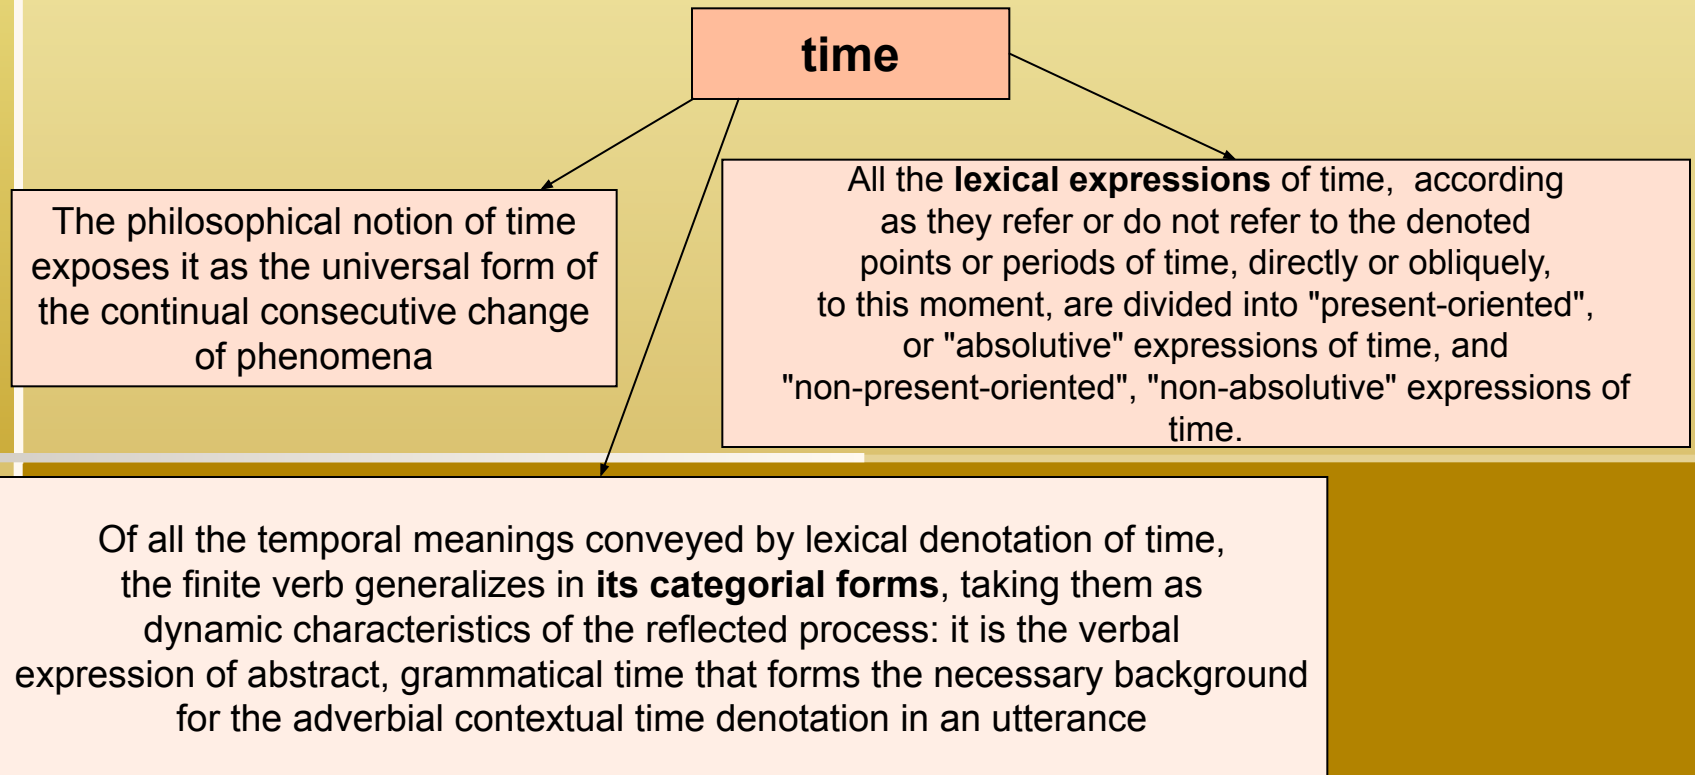 time
The philosophical notion of time
exposes it as the universal form of
the continual consecutive change
of phenomena
All the lexical expressions of time, according
as they refer or do not refer to the denoted
points or periods of time, directly or obliquely,
to this moment, are divided into "present-oriented",
or "absolutive" expressions of time, and
"non-present-oriented", "non-absolutive" expressions of
time.
Of all the temporal meanings conveyed by lexical denotation of time,
the finite verb generalizes in its categorial forms, taking them as
dynamic characteristics of the reflected process: it is the verbal
expression of abstract, grammatical time that forms the necessary background
for the adverbial contextual time denotation in an utterance